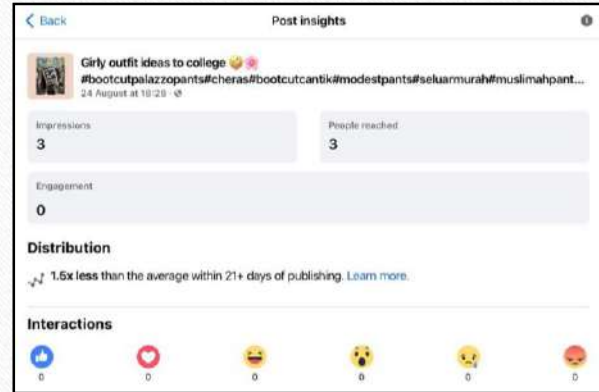 Back
Post insights
Girly outfit ideas to college 🤣🌸
#bootcutpalazzopants#cheras#bootcutcantik#modestpants#seluarmurah#muslimahpant...
24 August at 18:28 ·
Impressions
3
People reached
3
Engagement
0
Distribution
1.5x less than the average within 21+ days of publishing. Learn more.
Interactions
0 0 0 0 0 0